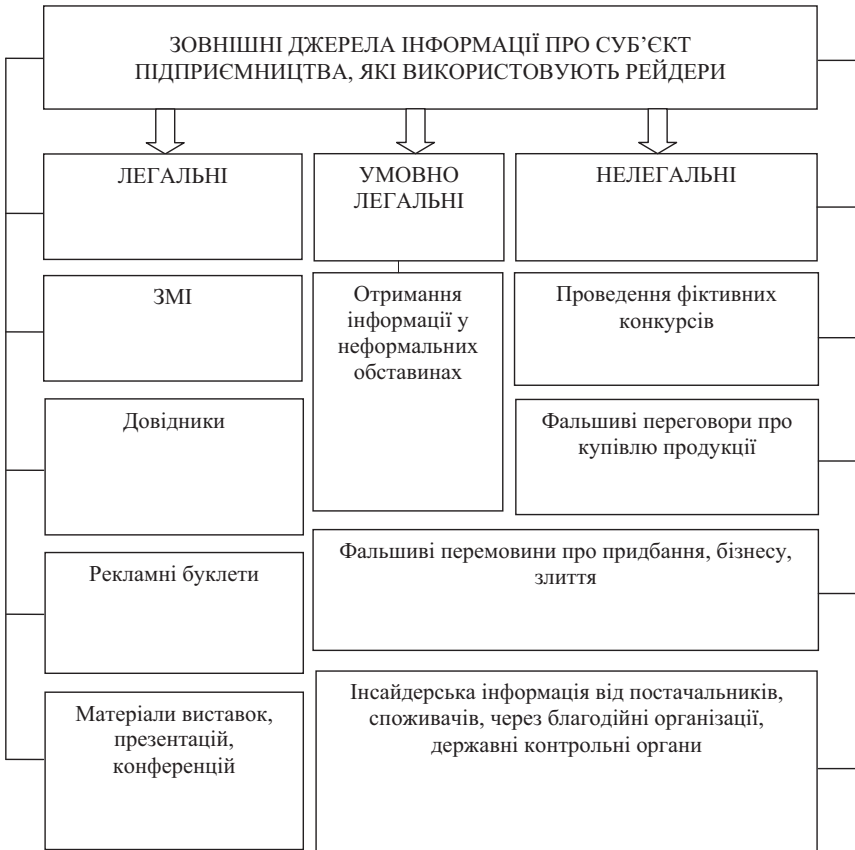 ЗОВНІШНІ ДЖЕРЕЛА ІНФОРМАЦІЇ ПРО СУБ’ЄКТ
ПІДПРИЄМНИЦТВА, ЯКІ ВИКОРИСТОВУЮТЬ РЕЙДЕРИ
ЛЕГАЛЬНІ
УМОВНО
ЛЕГАЛЬНІ
НЕЛЕГАЛЬНІ
ЗМІ
Отримання
інформації у
неформальних
обставинах
Проведення фіктивних
конкурсів
Довідники
Фальшиві переговори про
купівлю продукції
Рекламні буклети
Фальшиві перемовини про придбання, бізнесу,
злиття
Матеріали виставок,
презентацій,
конференцій
Інсайдерська інформація від постачальників,
споживачів, через благодійні організації,
державні контрольні органи